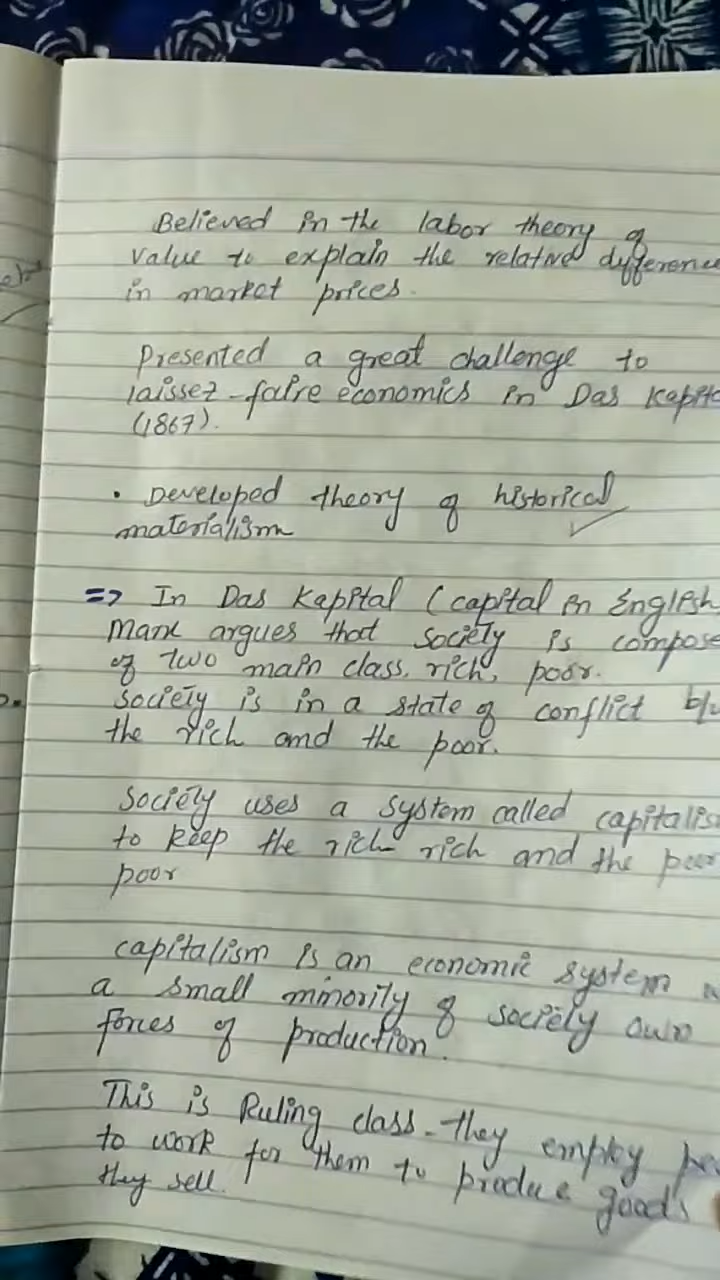 Believed in the labor theory of
value to explain the relative difference
in market prices.
Presented a great challenge to
laissez-faire economics in Das Kapita
(1867).
• Developed theory of historical
materialism
=> In Das Kapital (capital in English
Marx argues that society is compose
of two main class. rich, poor.
society is in a state of conflict b/w
the rich and the poor.
Society uses a system called capitalis
to keep the rich rich and the poor
poor
capitalism is an economic system
a small minority of society own
forces of production.
This is Ruling class - they employ pe
to work for them to produce goods
they sell.